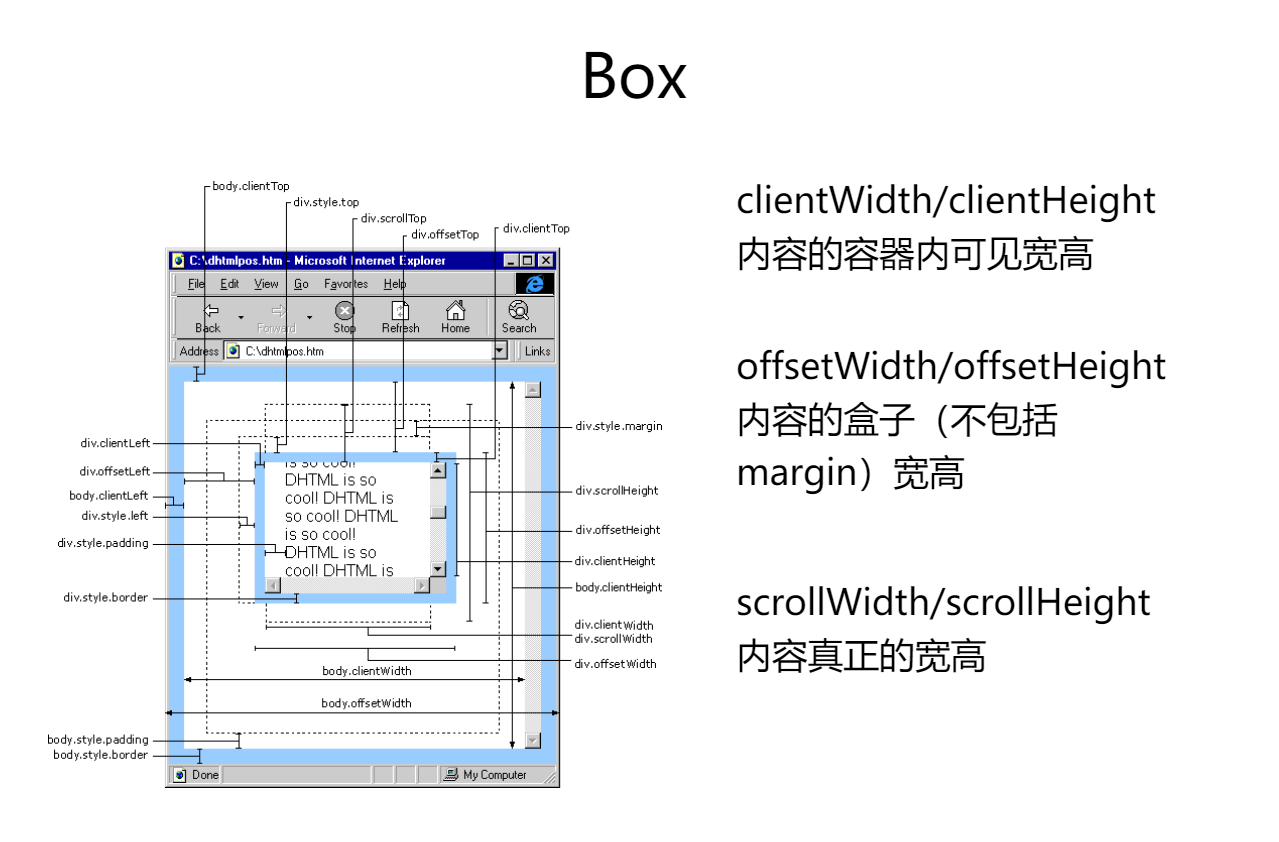 Box
body.clientTop
div.style.top
div.scrollTop
div.offsetTop
div.clientTop
C:\dhtmlpos.htm - Microsoft Internet Explorer
File Edit View Go Favorites Help
Back Forward Stop Refresh Home Search
Address C:\dhtmlpos.htm Links
div.clientLeft
div.offsetLeft
body.clientLeft
div.style.left
div.style.padding
div.style.border
is so cool!
DHTML is so
cool! DHTML is
so cool! DHTML
is so cool!
DHTML is so
cool! DHTML is
div.style.margin
div.scrollHeight
div.offsetHeight
div.clientHeight
body.clientHeight
div.clientWidth
div.scrollWidth
div.offsetWidth
body.clientWidth
body.offsetWidth
body.style.padding
body.style.border
Done My Computer
clientWidth/clientHeight
内容的容器内可见宽高
offsetWidth/offsetHeight
内容的盒子（不包括
margin）宽高
scrollWidth/scrollHeight
内容真正的宽高